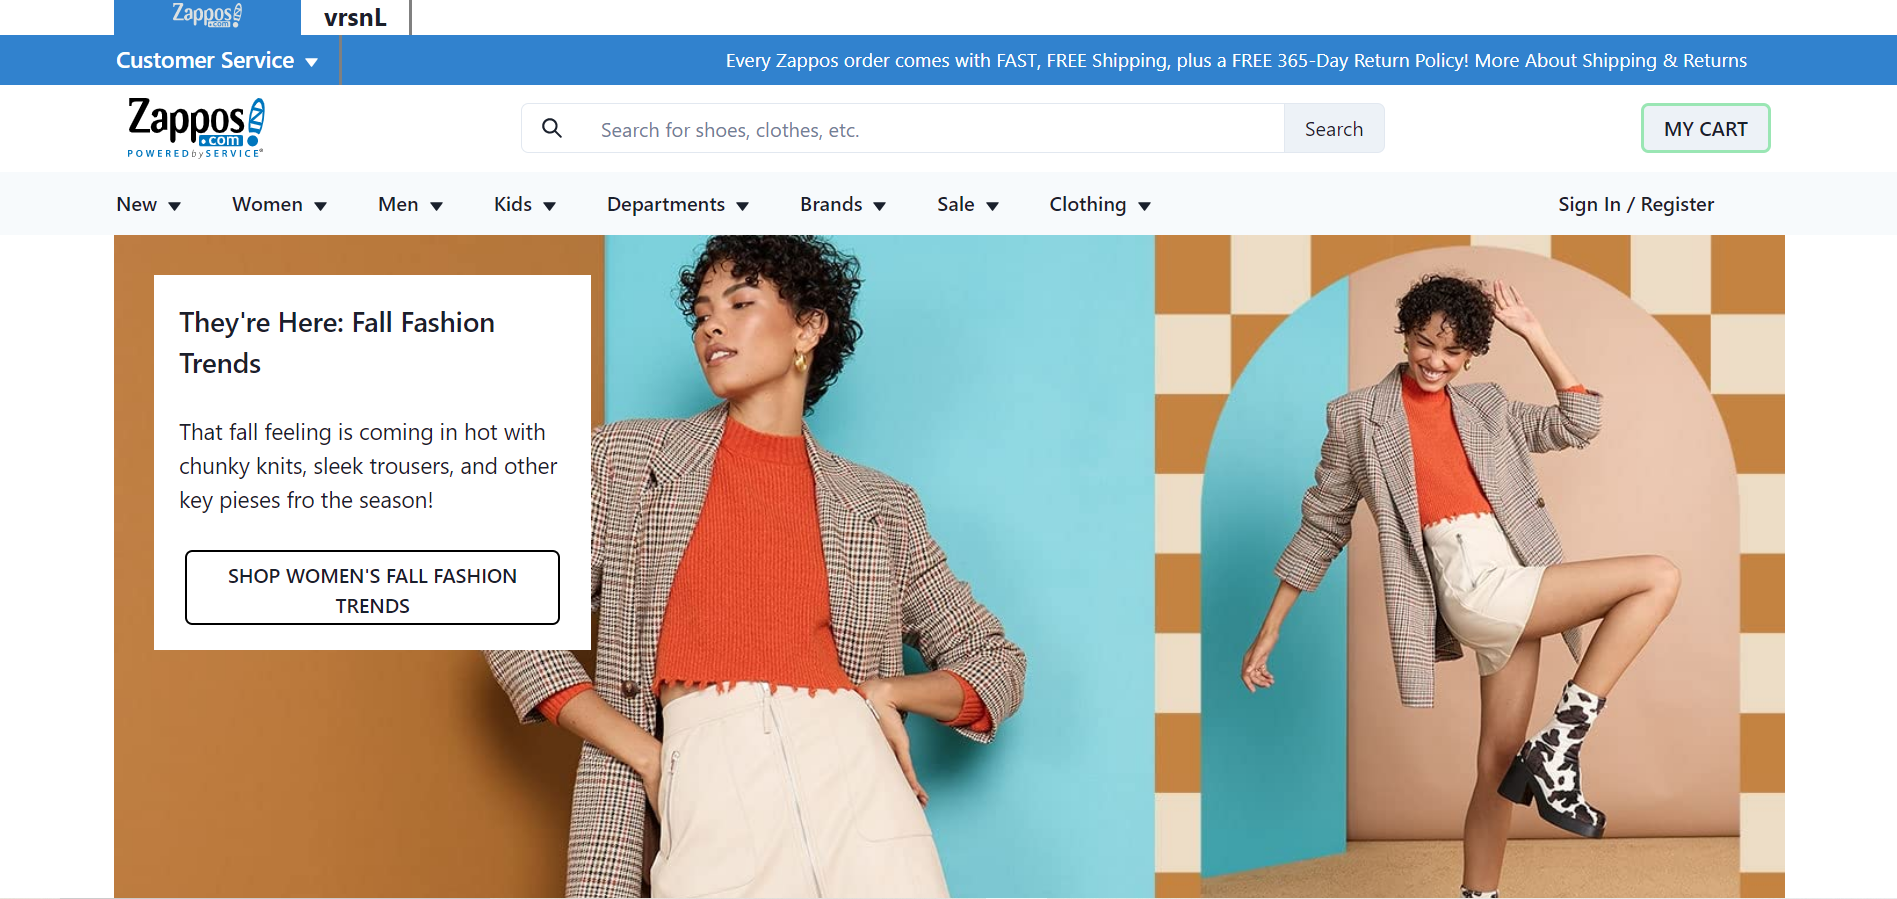 Zappos.com
vrsnL
Customer Service
Every Zappos order comes with FAST, FREE Shipping, plus a FREE 365-Day Return Policy! More About Shipping & Returns
Zappos
.com
POWERED by SERVICE®
Search for shoes, clothes, etc.
Search
MY CART
New
Women
Men
Kids
Departments
Brands
Sale
Clothing
Sign In / Register
They're Here: Fall Fashion
Trends
That fall feeling is coming in hot with
chunky knits, sleek trousers, and other
key pieses fro the season!
SHOP WOMEN'S FALL FASHION
TRENDS